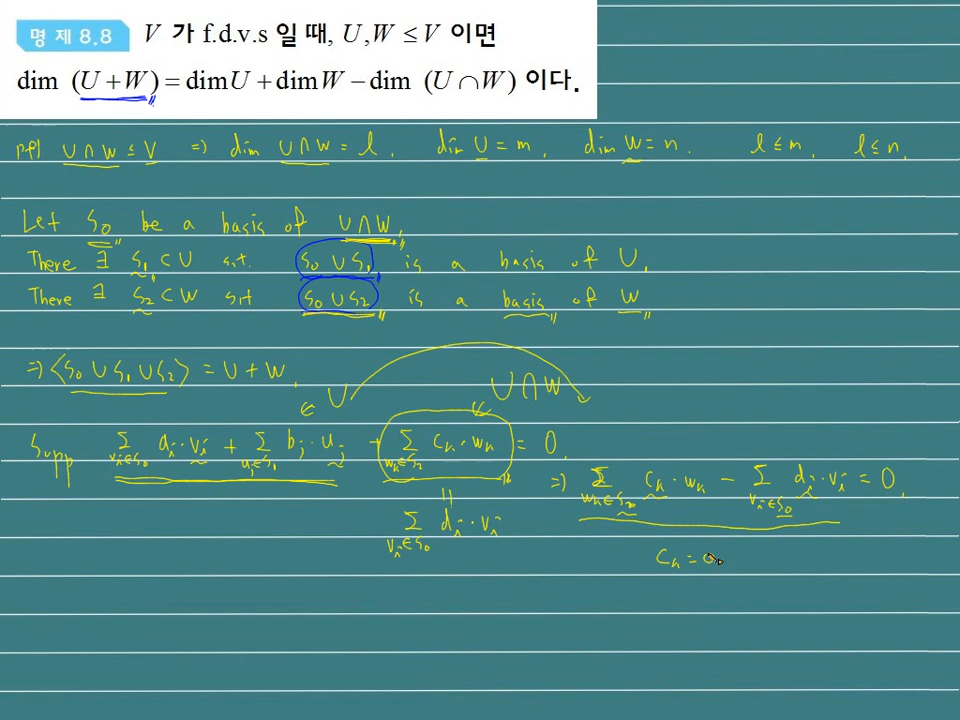 명 제 8.8 V 가 f.d.v.s 일 때, U,W ≤ V 이면
dim (U+W) = dimU + dimW − dim (U∩W) 이다.
pf) U∩W ≤ V ⇒ dim U∩W = l. dim U = m. dim W = n. l ≤ m. l ≤ n.
Let S₀ be a basis of U∩W.
There ∃ S₁ ⊂ U s.t. S₀ ∪ S₁ is a basis of U.
There ∃ S₂ ⊂ W s.t S₀ ∪ S₂ is a basis of W
⇒ ⟨S₀ ∪ S₁ ∪ S₂⟩ = U + W.
∈ U U∩W
Supp ∑_{vᵢ∈S₀} aᵢ·vᵢ + ∑_{uⱼ∈S₁} bⱼ·uⱼ + ∑_{wₖ∈S₂} cₖ·wₖ = 0.
⇒ ∑_{wₖ∈S₂} cₖ·wₖ − ∑_{vᵢ∈S₀} dᵢ·vᵢ = 0.
||
∑_{vᵢ∈S₀} dᵢ·vᵢ
cₖ = 0